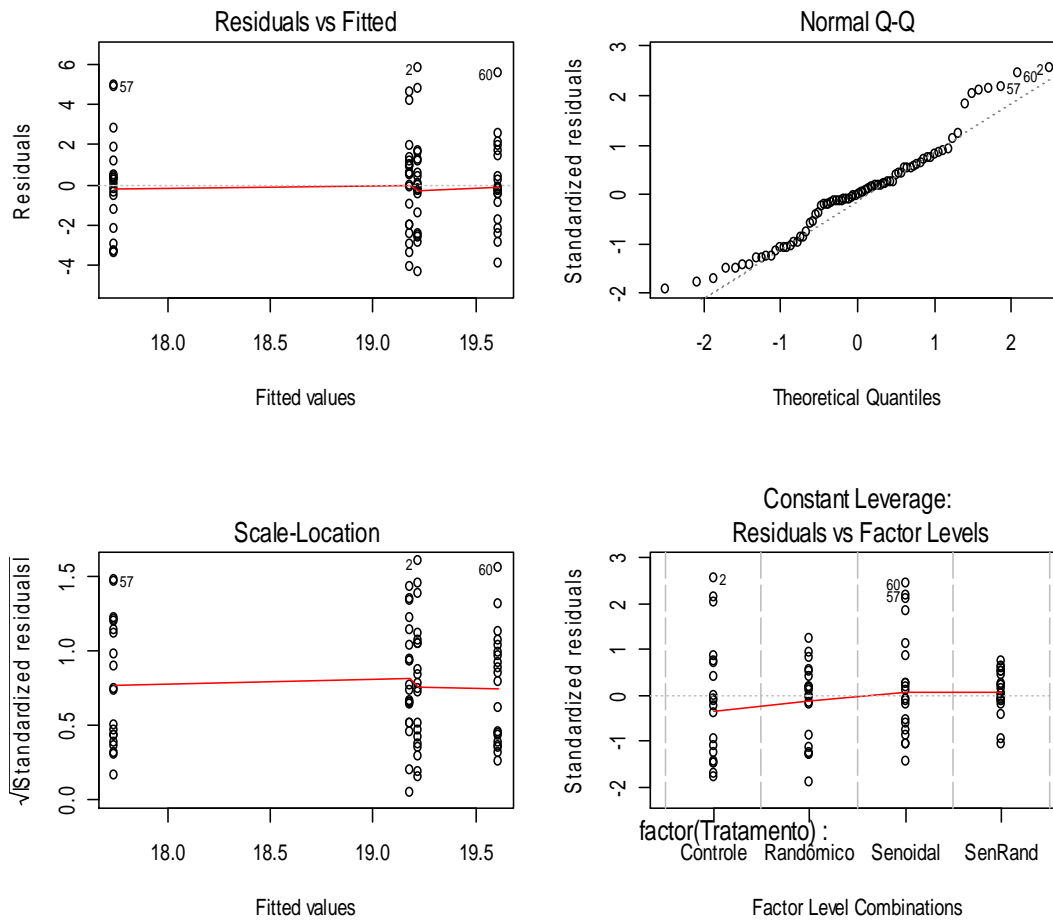 Residuals vs Fitted
Residuals
6
4
2
0
-2
-4
57
2
60
18.0 18.5 19.0 19.5
Fitted values
Normal Q-Q
Standardized residuals
3
2
1
0
-1
-2
57
60
2
-2 -1 0 1 2
Theoretical Quantiles
Scale-Location
√|Standardized residuals|
1.5
1.0
0.5
0.0
57
2
60
18.0 18.5 19.0 19.5
Fitted values
Constant Leverage:
Residuals vs Factor Levels
Standardized residuals
3
2
1
0
-1
-2
2
60
57
factor(Tratamento) :
Controle Randômico Senoidal SenRand
Factor Level Combinations